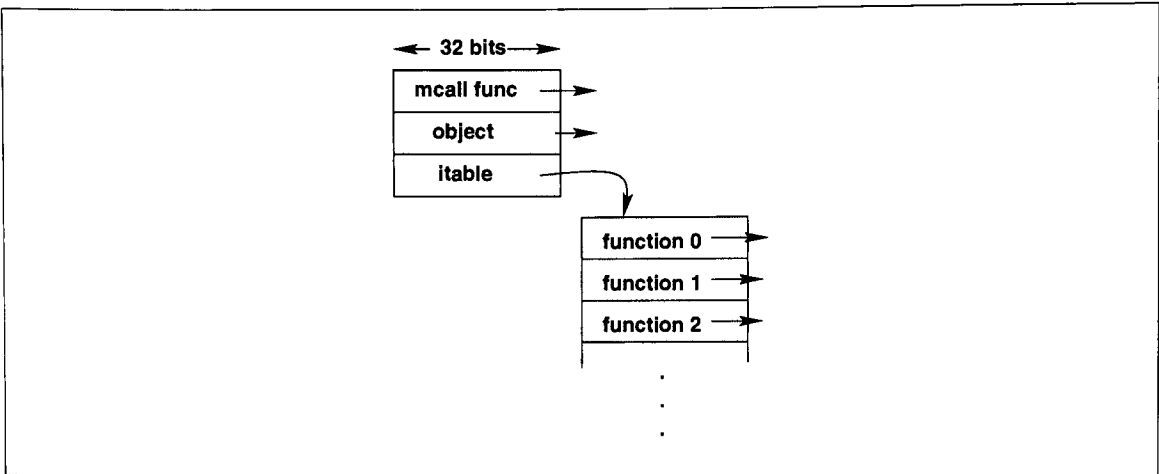 32 bits
mcall func
object
itable
function 0
function 1
function 2
.
.
.